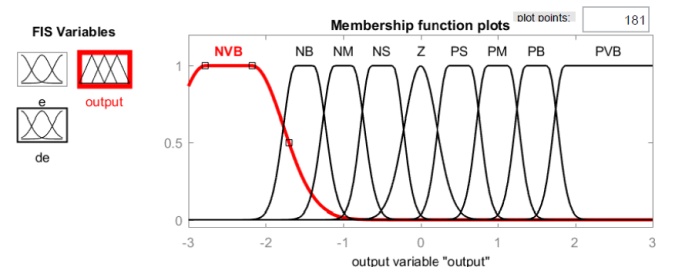 FIS Variables
e
output
de
Membership function plots
plot points:
181
NVB NB NM NS Z PS PM PB PVB
1
0.5
0
-3 -2 -1 0 1 2 3
output variable "output"